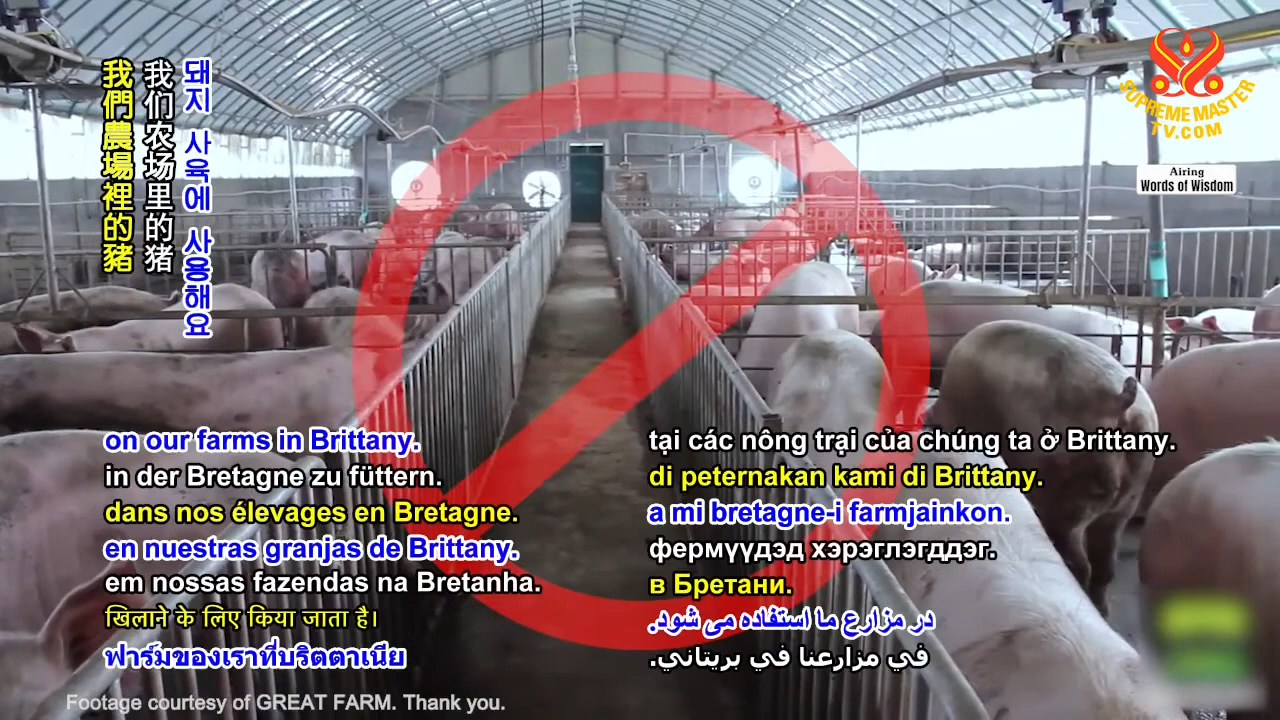 我們農場裡的豬
我们农场里的猪
돼지 사육에 사용해요
SUPREME MASTER
TV.COM
Airing
Words of Wisdom
on our farms in Brittany.
in der Bretagne zu füttern.
dans nos élevages en Bretagne.
en nuestras granjas de Brittany.
em nossas fazendas na Bretanha.
खिलाने के लिए किया जाता है।
ฟาร์มของเราที่บริตตาเนีย
tại các nông trại của chúng ta ở Brittany.
di peternakan kami di Brittany.
a mi bretagne-i farmjainkon.
фермүүдэд хэрэглэгддэг.
в Бретани.
در مزارع ما استفاده می شود.
في مزارعنا في بريتاني.
Footage courtesy of GREAT FARM. Thank you.